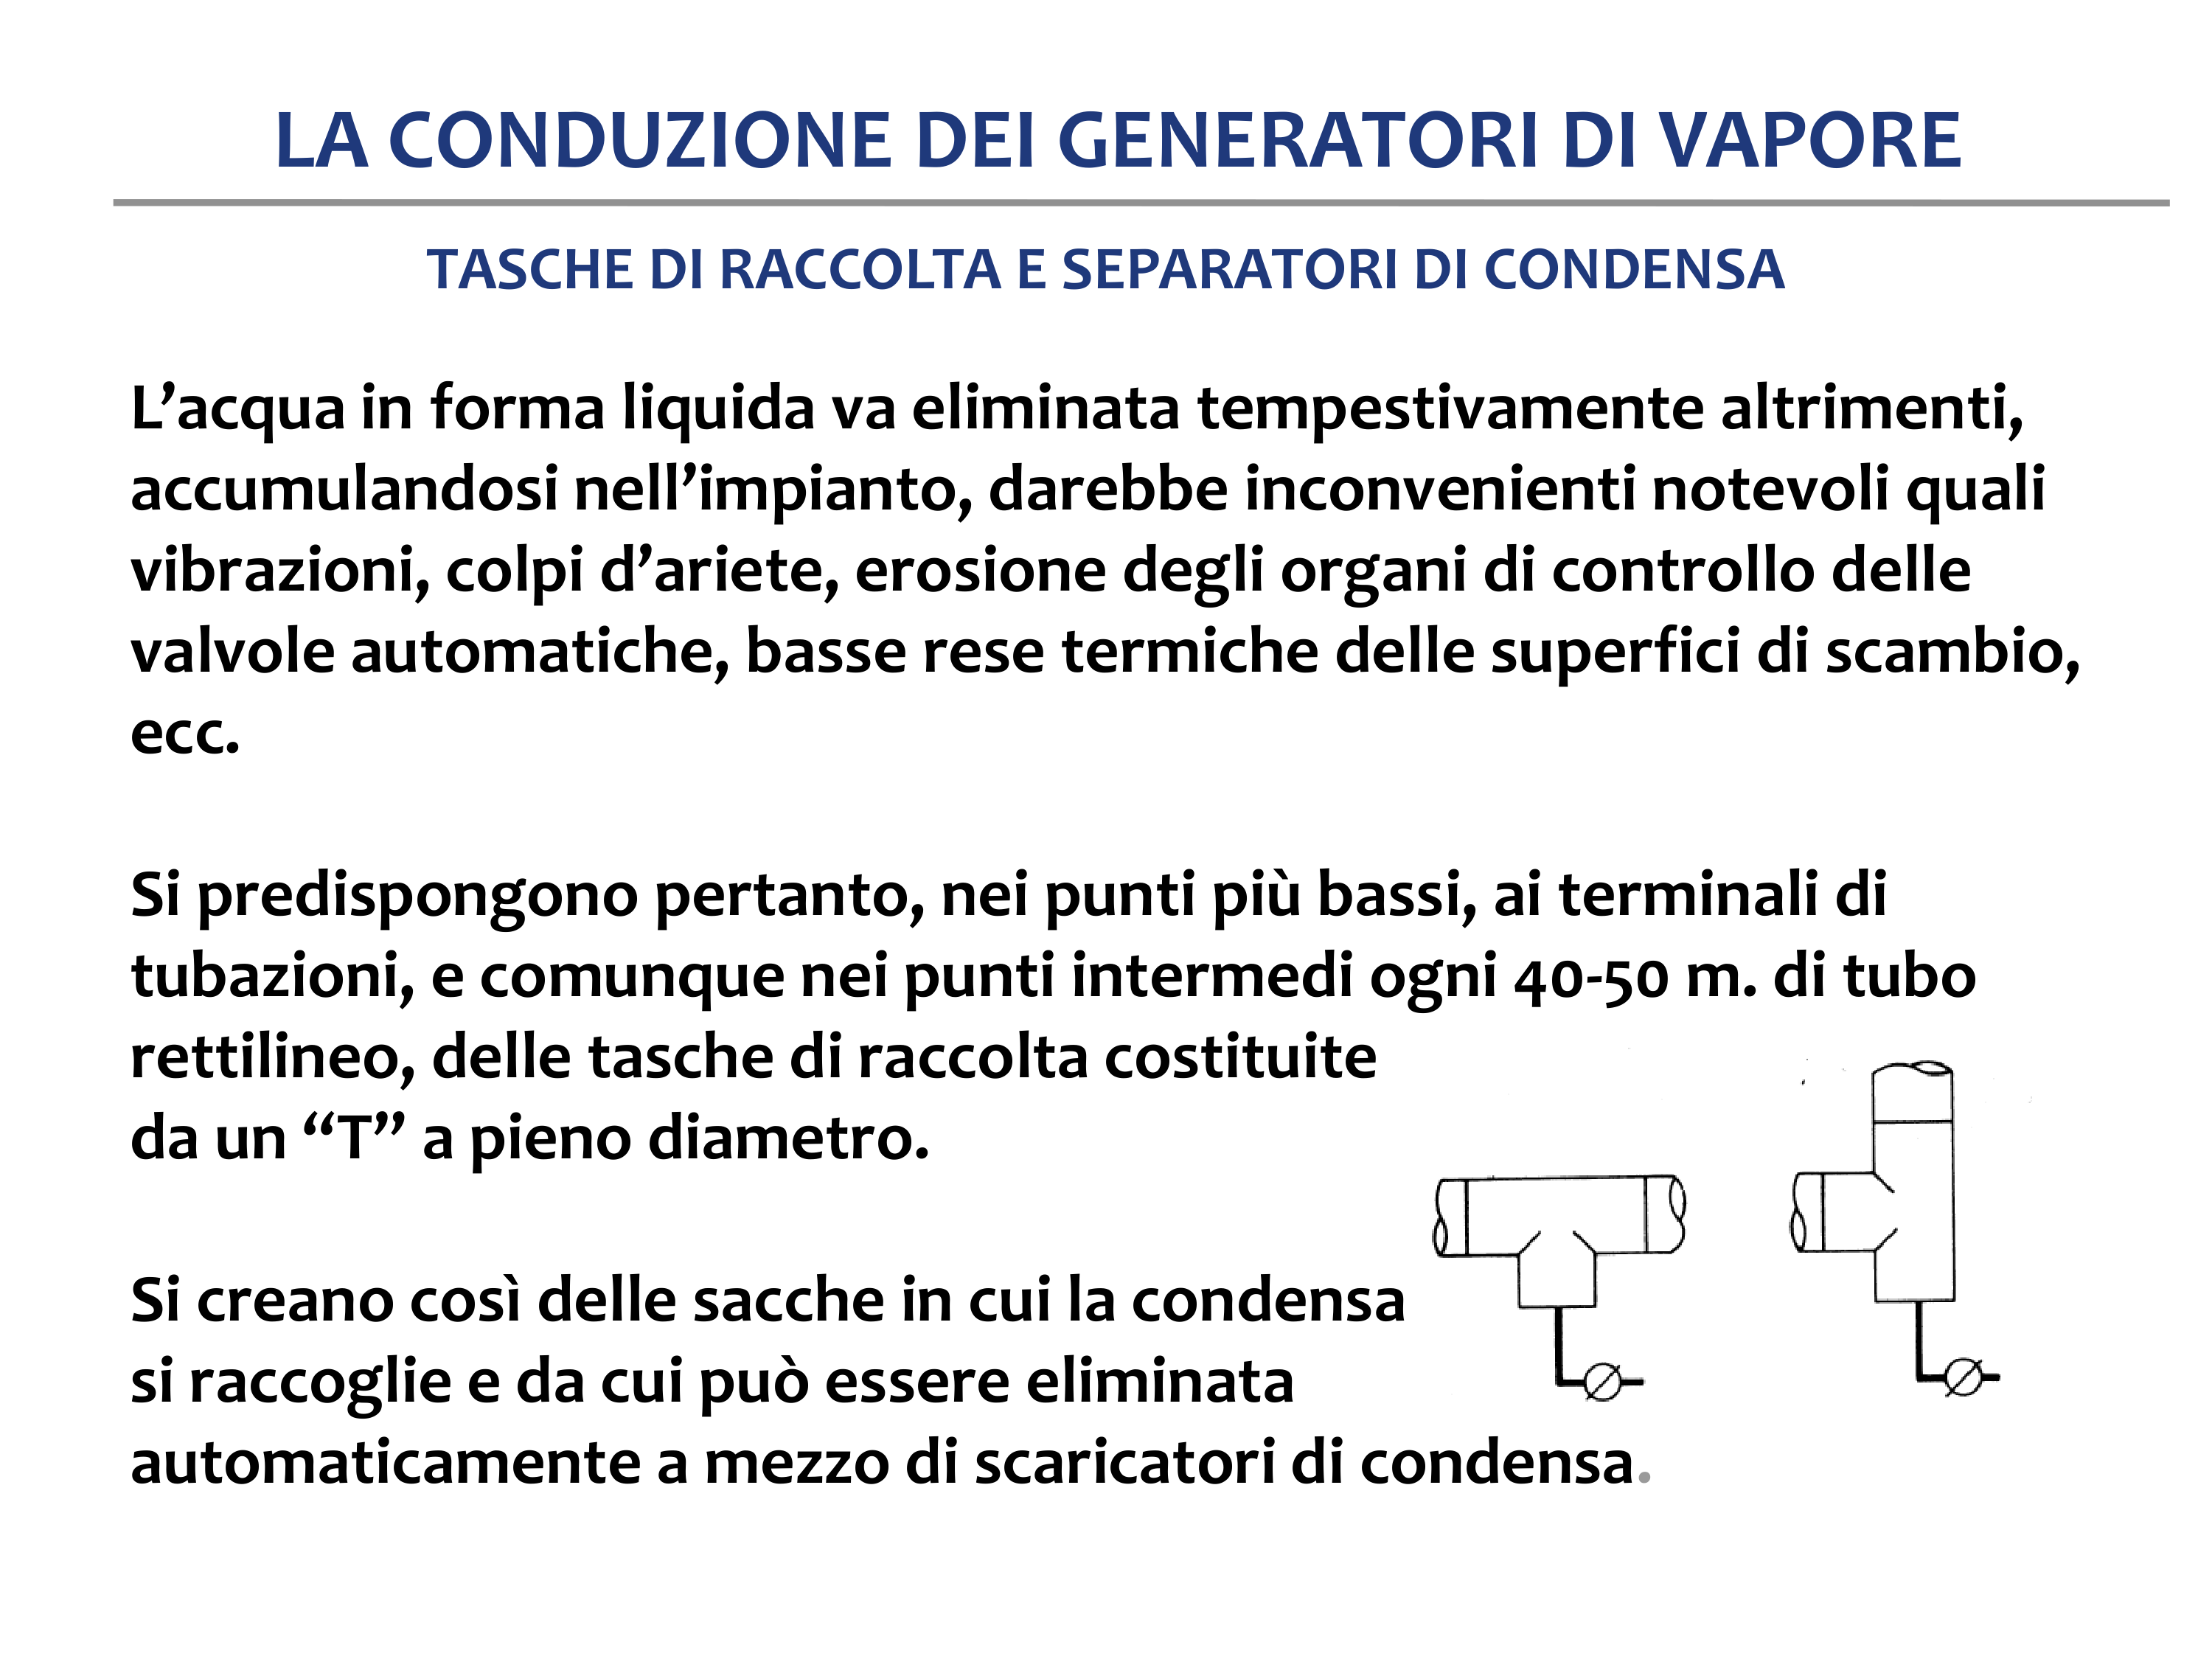 LA CONDUZIONE DEI GENERATORI DI VAPORE
TASCHE DI RACCOLTA E SEPARATORI DI CONDENSA
L’acqua in forma liquida va eliminata tempestivamente altrimenti,
accumulandosi nell’impianto, darebbe inconvenienti notevoli quali
vibrazioni, colpi d’ariete, erosione degli organi di controllo delle
valvole automatiche, basse rese termiche delle superfici di scambio,
ecc.
Si predispongono pertanto, nei punti più bassi, ai terminali di
tubazioni, e comunque nei punti intermedi ogni 40-50 m. di tubo
rettilineo, delle tasche di raccolta costituite
da un “T” a pieno diametro.
Si creano così delle sacche in cui la condensa
si raccoglie e da cui può essere eliminata
automaticamente a mezzo di scaricatori di condensa.